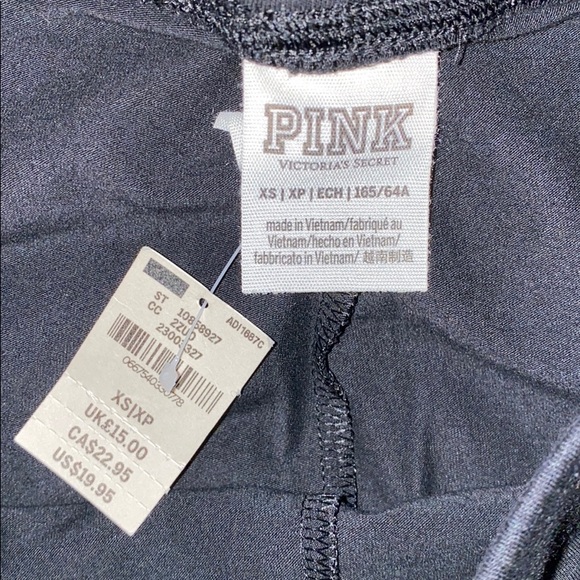 PINK
VICTORIA'S SECRET
XS | XP | ECH | 165/64A
made in Vietnam/fabriqué au
Vietnam/hecho en Vietnam/
fabbricato in Vietnam/ 越南制造
ADI1687C
ST
CC
XS|XP
UK£15.00
CA$22.95
US$19.95